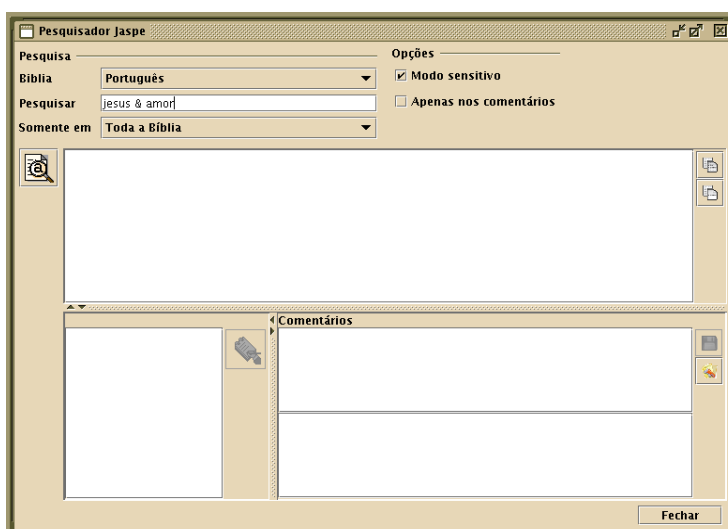 Pesquisador Jaspe
Pesquisa
Bíblia Português
Pesquisar jesus & amor
Somente em Toda a Bíblia
Opções
Modo sensitivo
Apenas nos comentários
Comentários
Fechar